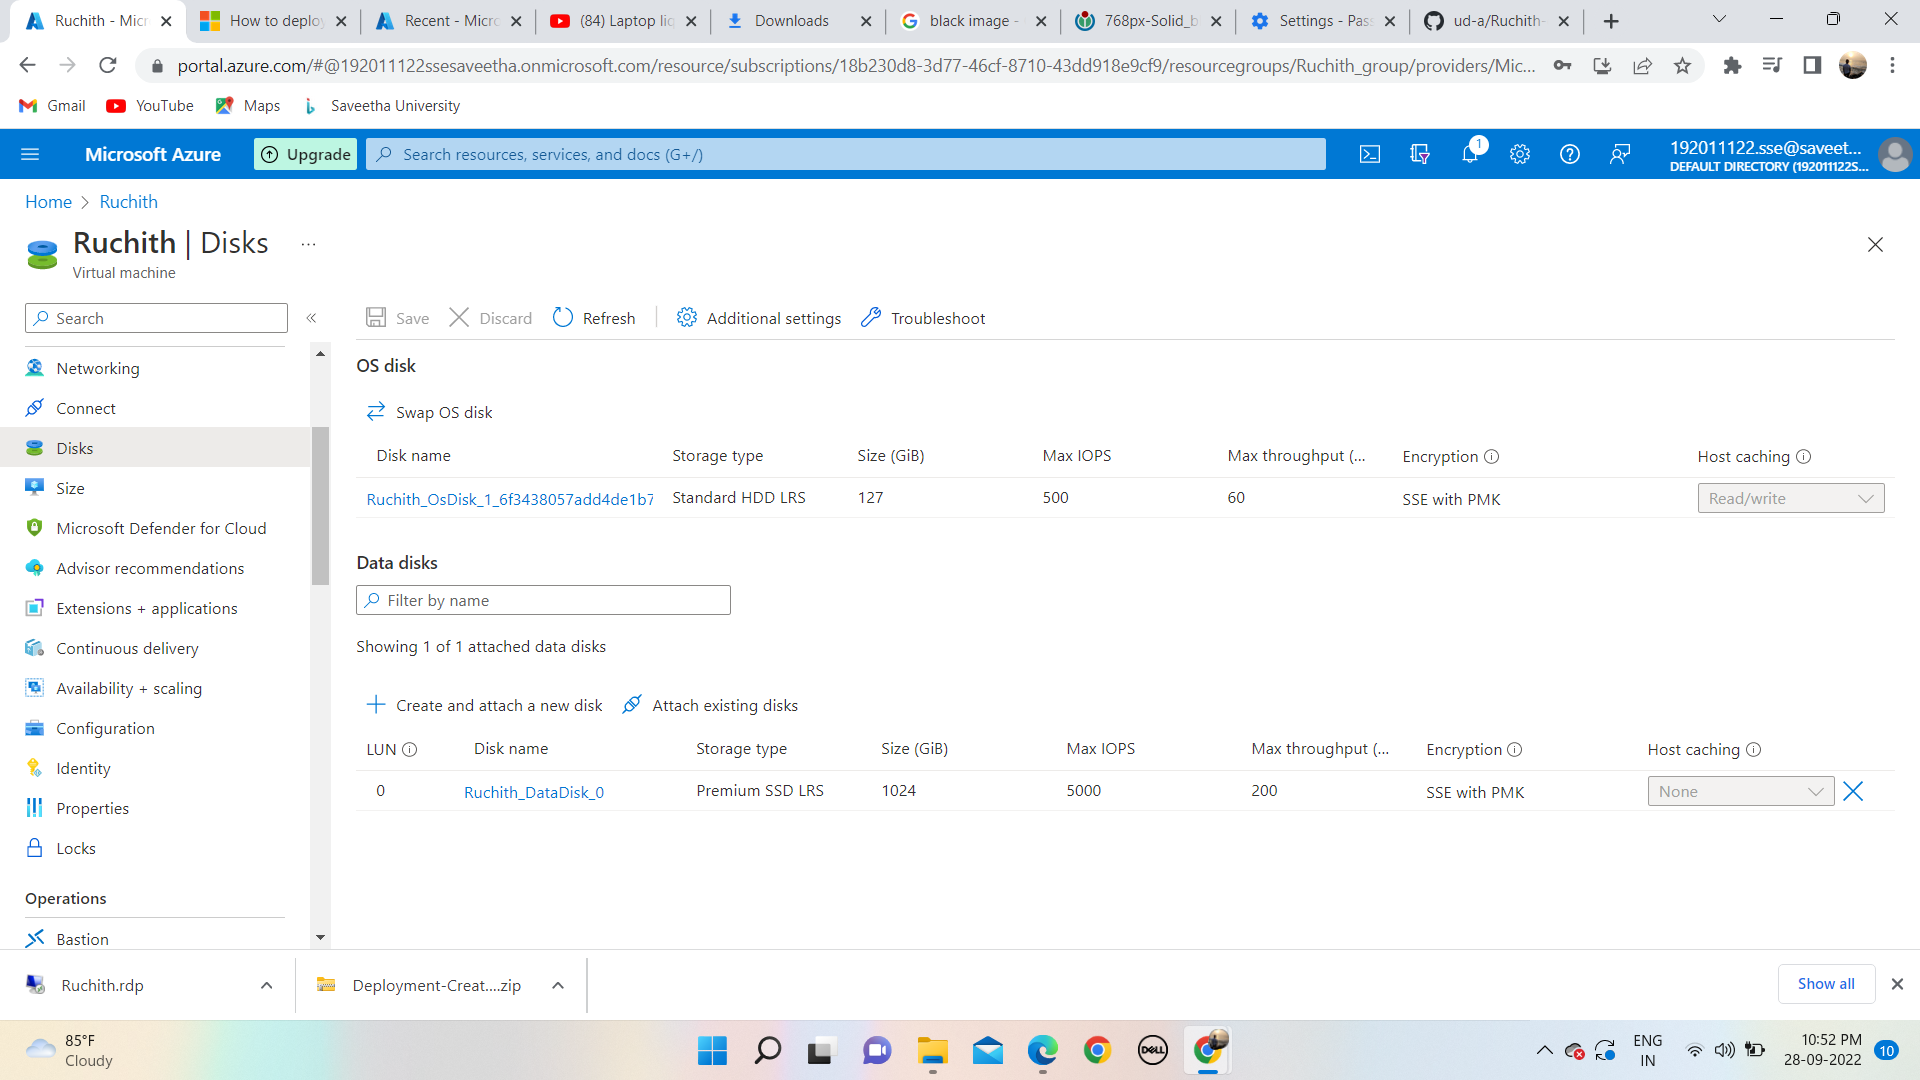 Ruchith - Micr
How to deploy
Recent - Micro
(84) Laptop liq
Downloads
black image -
768px-Solid_b
Settings - Pass
ud-a/Ruchith-
portal.azure.com/#@192011122ssesaveetha.onmicrosoft.com/resource/subscriptions/18b230d8-3d77-46cf-8710-43dd918e9cf9/resourcegroups/Ruchith_group/providers/Mic...
Gmail
YouTube
Maps
Saveetha University
Microsoft Azure
Upgrade
Search resources, services, and docs (G+/)
1
192011122.sse@saveet...
DEFAULT DIRECTORY (192011122S...
Home > Ruchith
Ruchith | Disks
...
Virtual machine
Search
«
Networking
Connect
Disks
Size
Microsoft Defender for Cloud
Advisor recommendations
Extensions + applications
Continuous delivery
Availability + scaling
Configuration
Identity
Properties
Locks
Operations
Bastion
Save
Discard
Refresh
Additional settings
Troubleshoot
OS disk
Swap OS disk
Disk name Storage type Size (GiB) Max IOPS Max throughput (... Encryption Host caching
Ruchith_OsDisk_1_6f3438057add4de1b7 Standard HDD LRS 127 500 60 SSE with PMK Read/write
Data disks
Filter by name
Showing 1 of 1 attached data disks
Create and attach a new disk
Attach existing disks
LUN Disk name Storage type Size (GiB) Max IOPS Max throughput (... Encryption Host caching
0 Ruchith_DataDisk_0 Premium SSD LRS 1024 5000 200 SSE with PMK None
Ruchith.rdp
Deployment-Creat....zip
Show all
85°F
Cloudy
DELL
ENG
IN
10:52 PM
28-09-2022
10